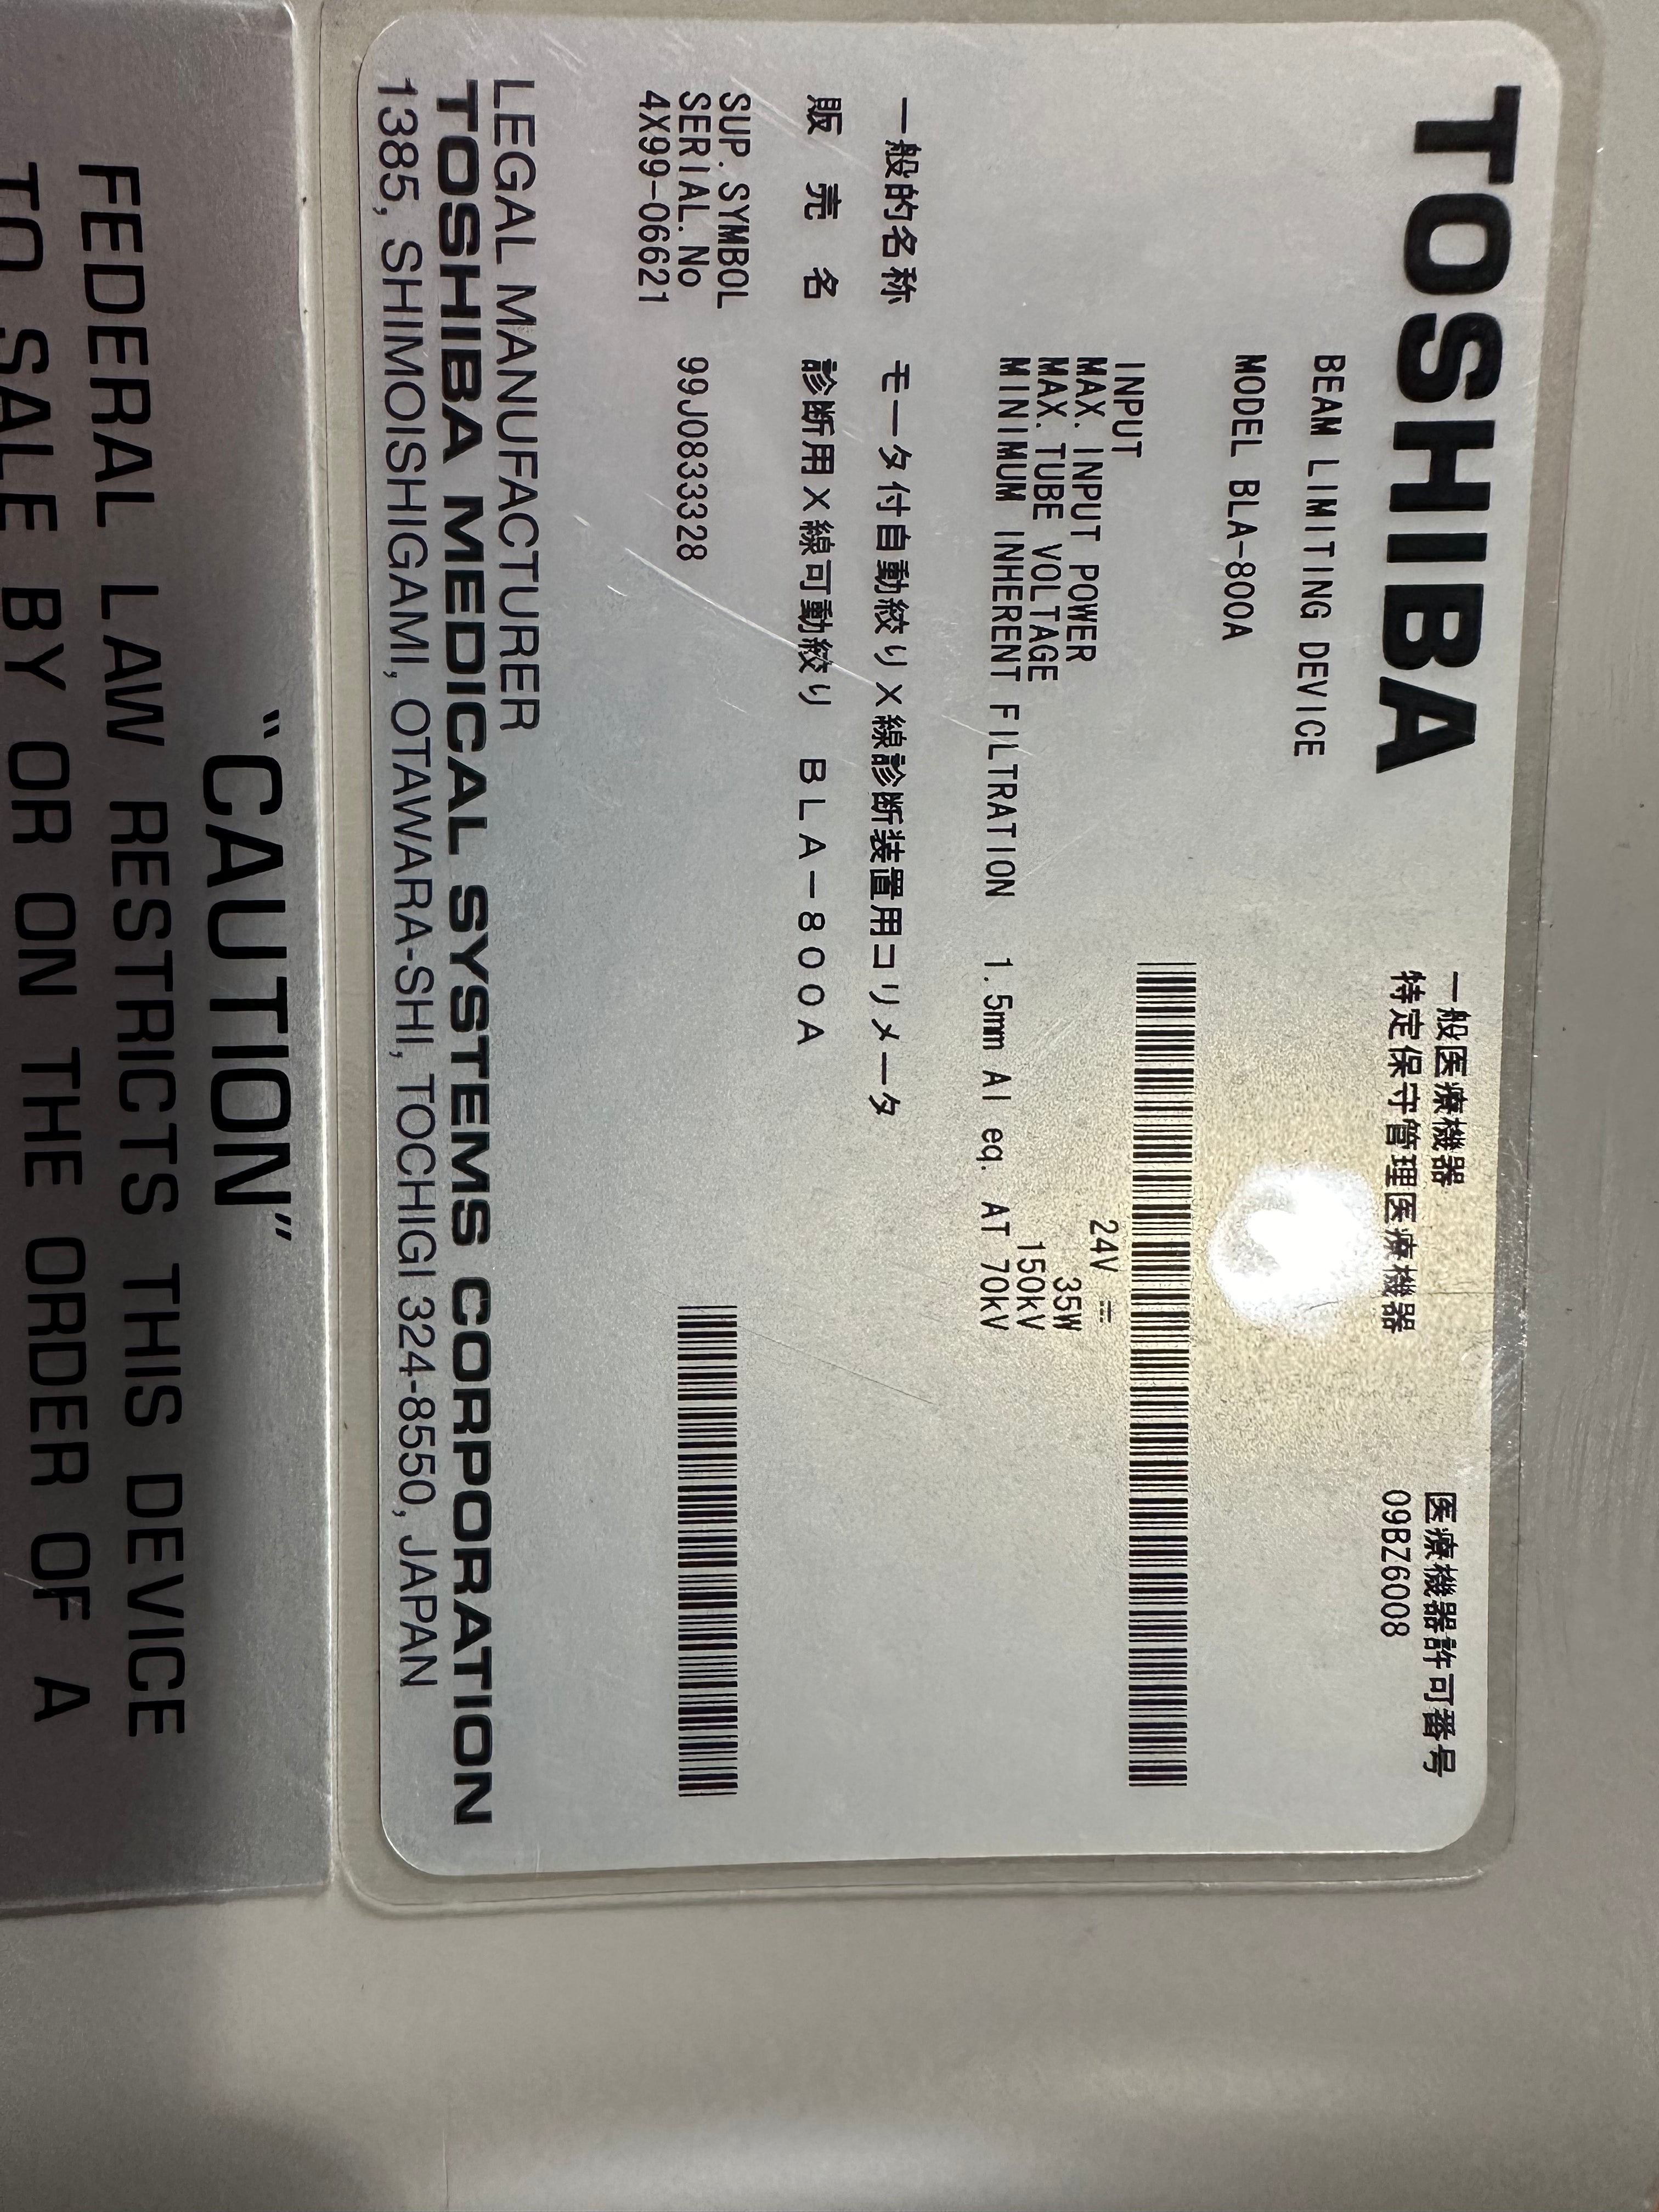 TOSHIBA
一般医療機器
特定保守管理医療機器
医療機器許可番号
09BZ6008
BEAM LIMITING DEVICE
MODEL BLA-800A
INPUT 24V ⎓
MAX. INPUT POWER 35W
MAX. TUBE VOLTAGE 150kV
MINIMUM INHERENT FILTRATION 1.5mm Al eq. AT 70kV
一般的名称 モータ付自動絞りX線診断装置用コリメータ
販売名 診断用X線可動絞り BLA-800A
SUP. SYMBOL
SERIAL. No 99J0833328
4X99-06621
LEGAL MANUFACTURER
TOSHIBA MEDICAL SYSTEMS CORPORATION
1385, SHIMOISHIGAMI, OTAWARA-SHI, TOCHIGI 324-8550, JAPAN
"CAUTION"
FEDERAL LAW RESTRICTS THIS DEVICE
TO SALE BY OR ON THE ORDER OF A